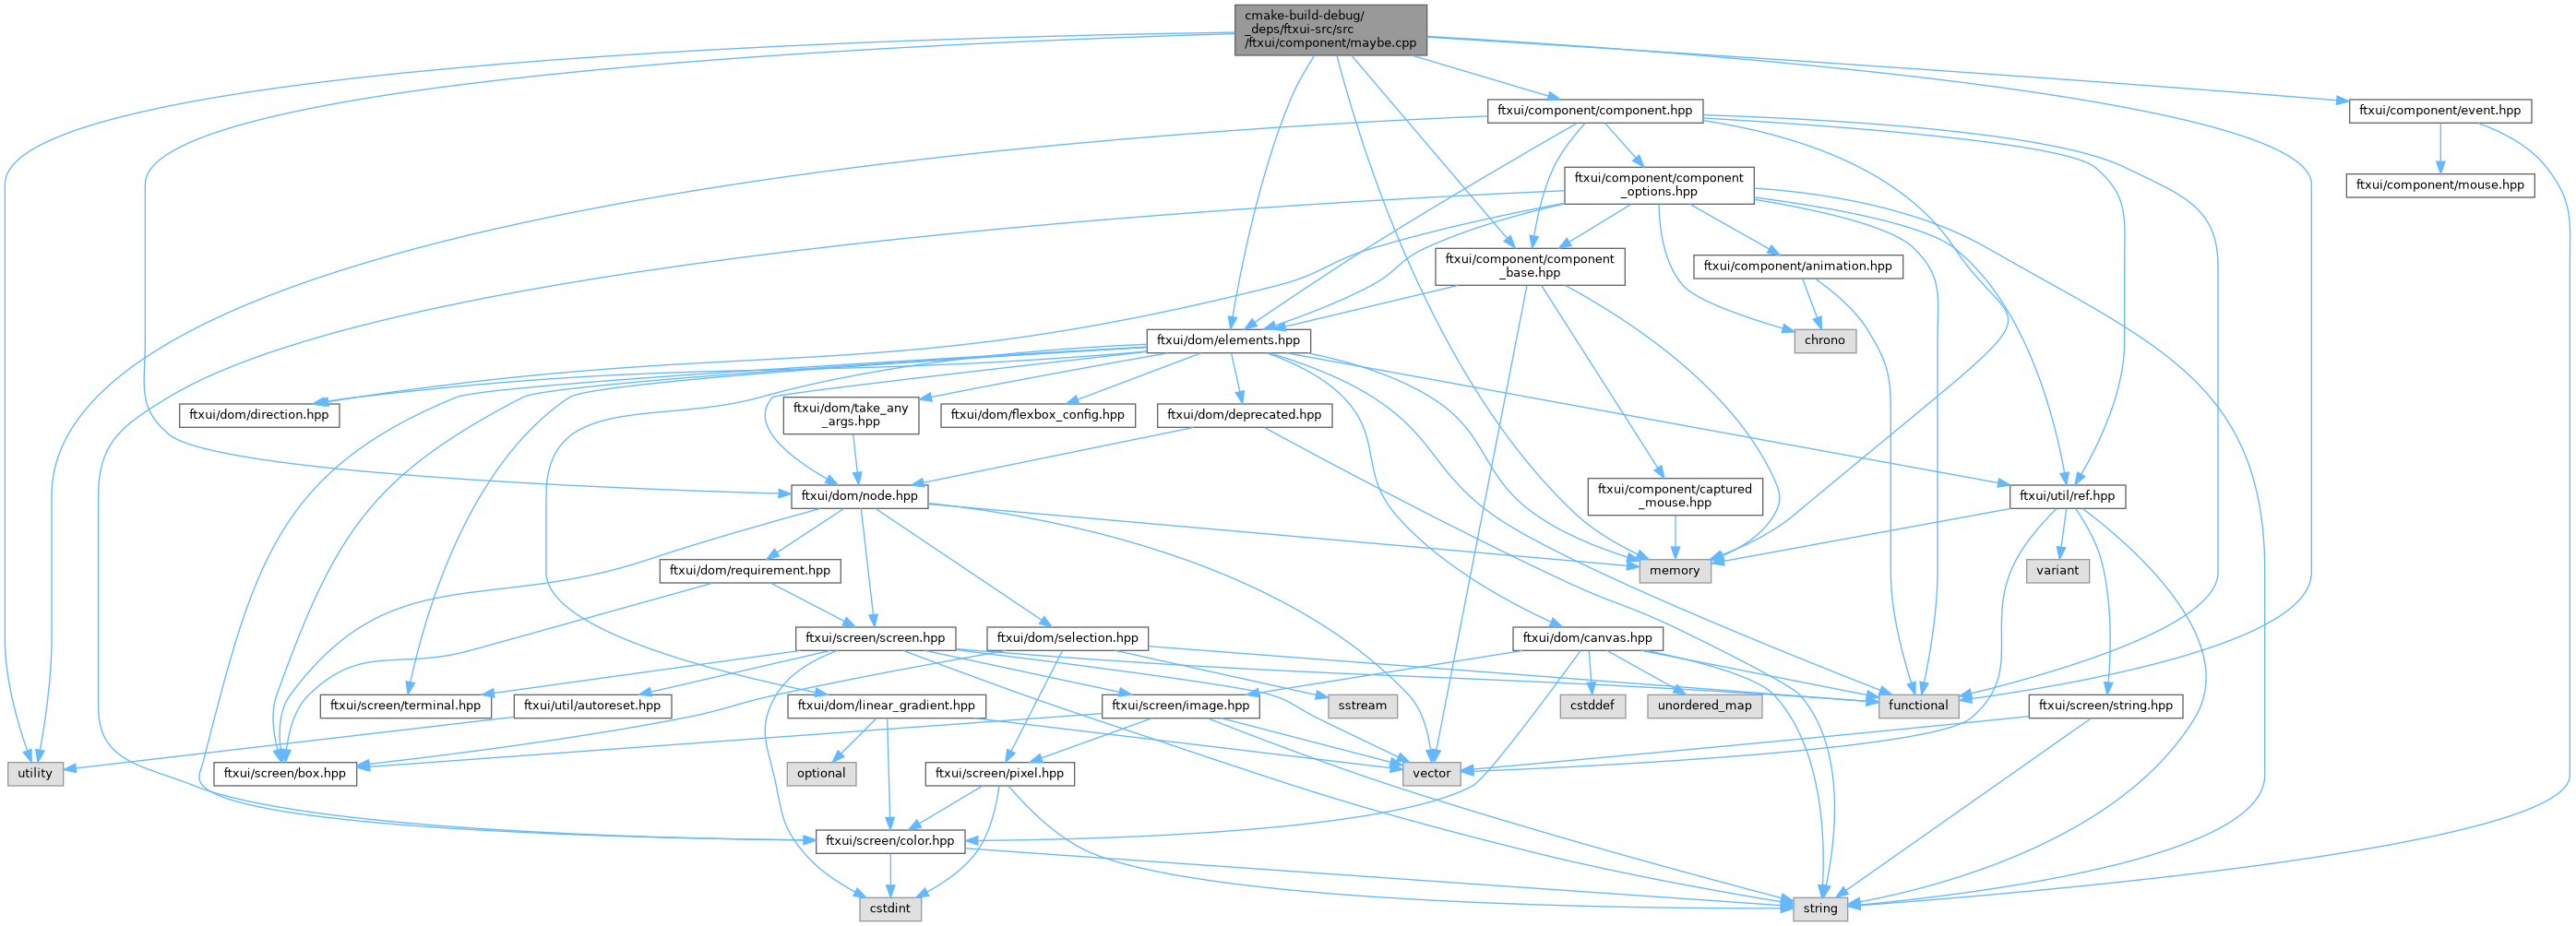 cmake-build-debug/
_deps/ftxui-src/src
/ftxui/component/maybe.cpp
ftxui/component/component.hpp
ftxui/component/event.hpp
ftxui/component/component
_options.hpp
ftxui/component/mouse.hpp
ftxui/component/component
_base.hpp
ftxui/component/animation.hpp
ftxui/dom/elements.hpp
chrono
ftxui/dom/direction.hpp
ftxui/dom/take_any
_args.hpp
ftxui/dom/flexbox_config.hpp
ftxui/dom/deprecated.hpp
ftxui/dom/node.hpp
ftxui/component/captured
_mouse.hpp
ftxui/util/ref.hpp
ftxui/dom/requirement.hpp
memory
variant
ftxui/screen/screen.hpp
ftxui/dom/selection.hpp
ftxui/dom/canvas.hpp
ftxui/screen/terminal.hpp
ftxui/util/autoreset.hpp
ftxui/dom/linear_gradient.hpp
ftxui/screen/image.hpp
sstream
cstddef
unordered_map
functional
ftxui/screen/string.hpp
utility
ftxui/screen/box.hpp
optional
ftxui/screen/pixel.hpp
vector
ftxui/screen/color.hpp
cstdint
string